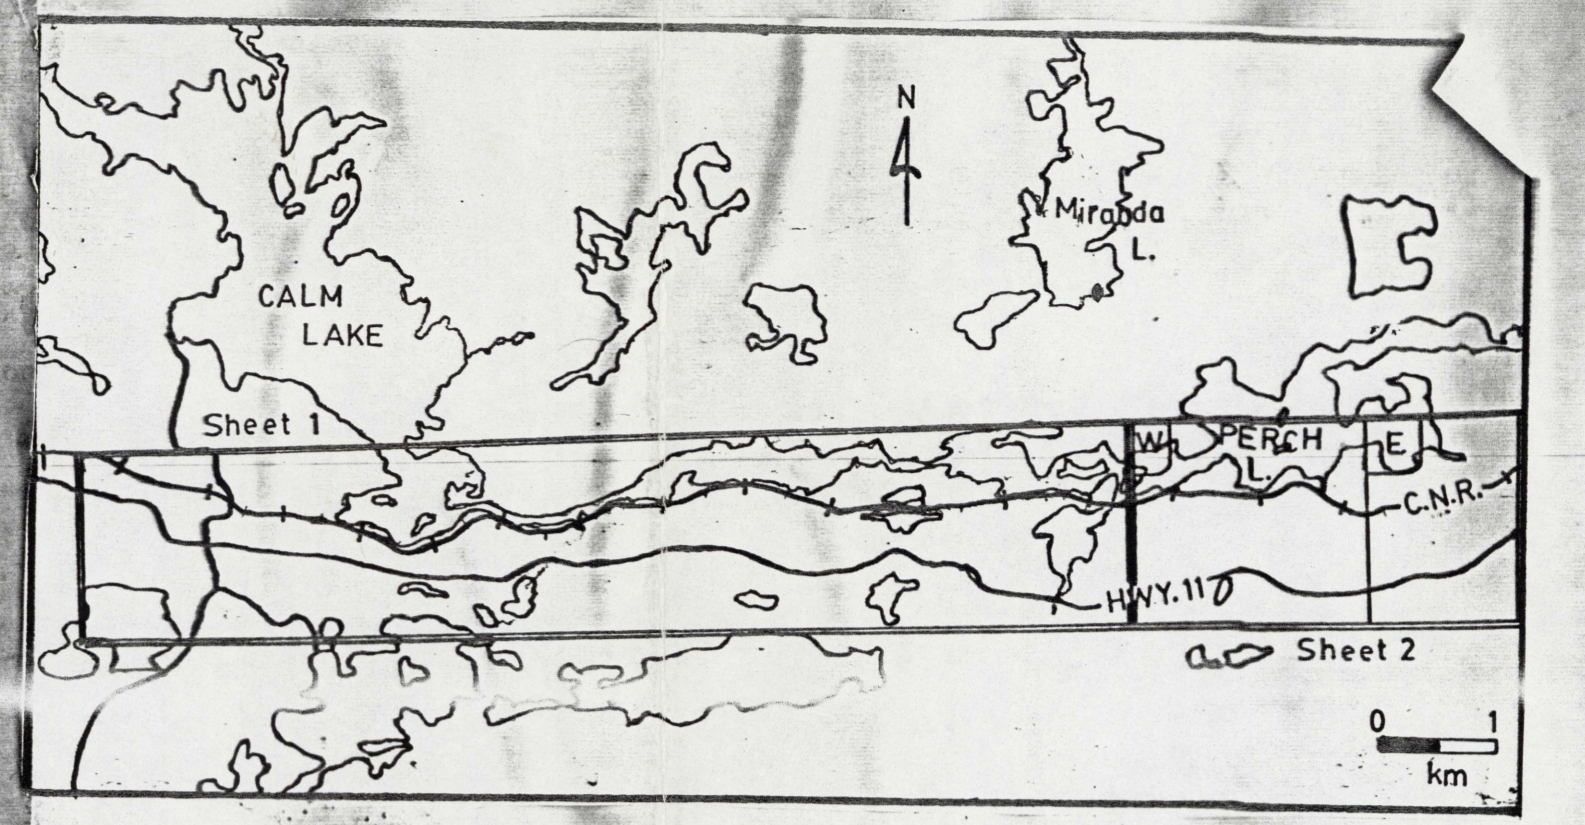 N
Miranda
L.
CALM
LAKE
Sheet 1
W
PERCH
L.
E
C.N.R.
HWY. 11
Sheet 2
0 1
km